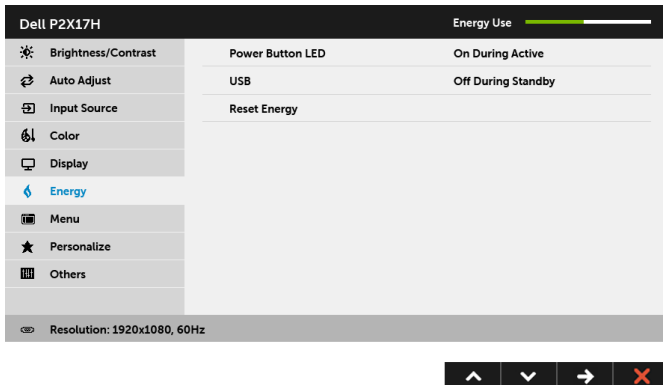 Dell P2X17H Energy Use
Brightness/Contrast Power Button LED On During Active
Auto Adjust USB Off During Standby
Input Source Reset Energy
Color
Display
Energy
Menu
Personalize
Others
Resolution: 1920x1080, 60Hz